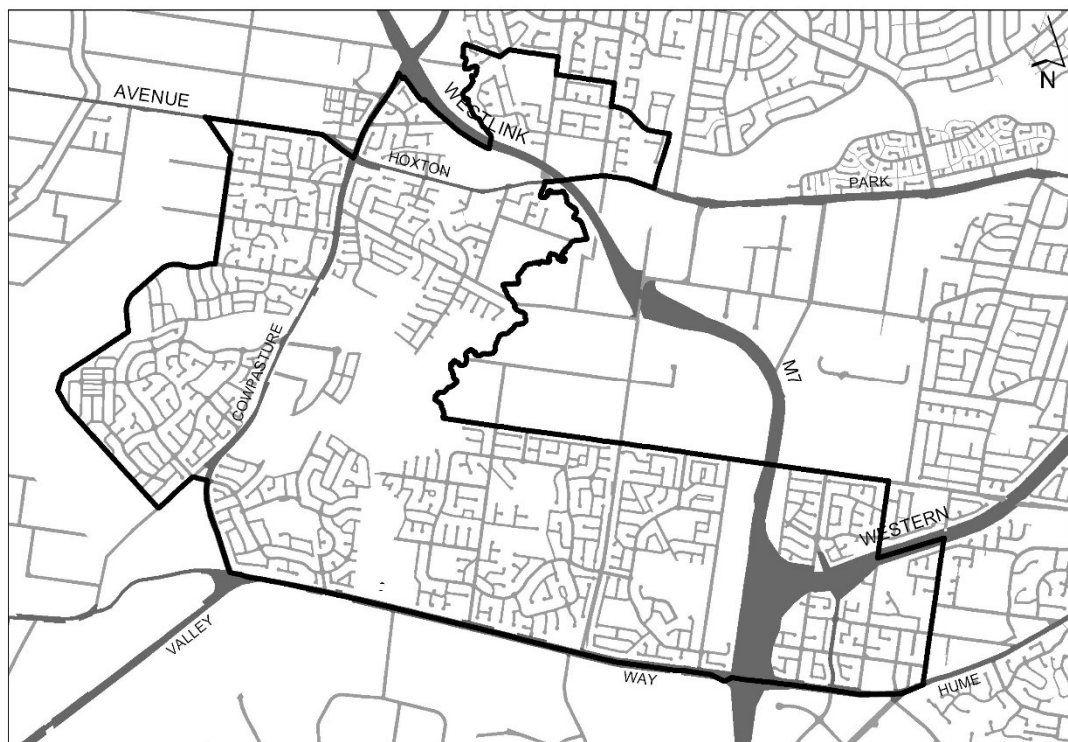 N
AVENUE
WESTLINK
HOXTON
PARK
COWPASTURE
M7
WESTERN
VALLEY
WAY
HUME